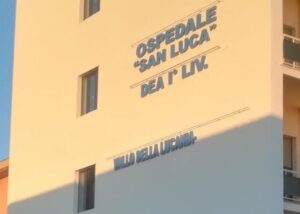 OSPEDALE
"SAN LUCA"
DEA I° LIV.
VALLO DELLA LUCANIA